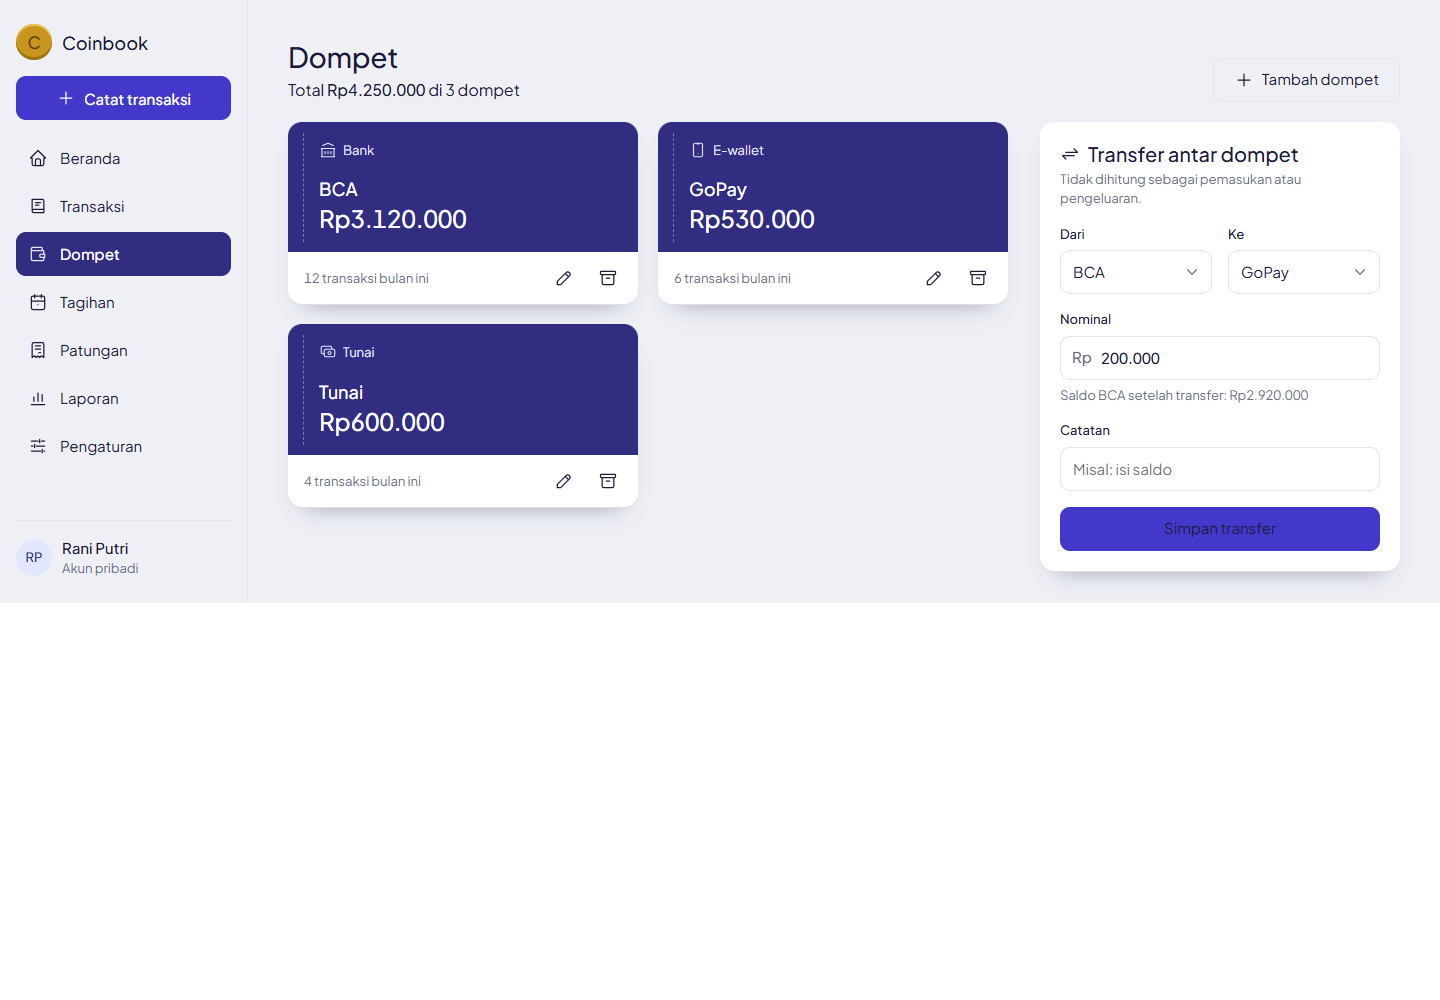 C Coinbook
Catat transaksi
Beranda
Transaksi
Dompet
Tagihan
Patungan
Laporan
Pengaturan
RP
Rani Putri
Akun pribadi
Dompet
Total Rp4.250.000 di 3 dompet
Tambah dompet
Bank
BCA
Rp3.120.000
12 transaksi bulan ini
E-wallet
GoPay
Rp530.000
6 transaksi bulan ini
Tunai
Tunai
Rp600.000
4 transaksi bulan ini
Transfer antar dompet
Tidak dihitung sebagai pemasukan atau
pengeluaran.
Dari
BCA
Ke
GoPay
Nominal
Rp 200.000
Saldo BCA setelah transfer: Rp2.920.000
Catatan
Misal: isi saldo
Simpan transfer